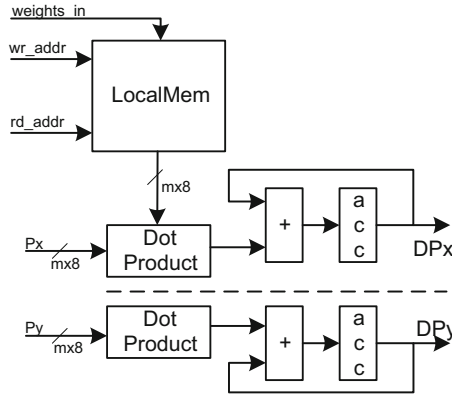 weights_in
wr_addr
LocalMem
rd_addr
mx8
Px
mx8
Dot
Product
+
a
c
c
DPx
Py
mx8
Dot
Product
+
a
c
c
DPy